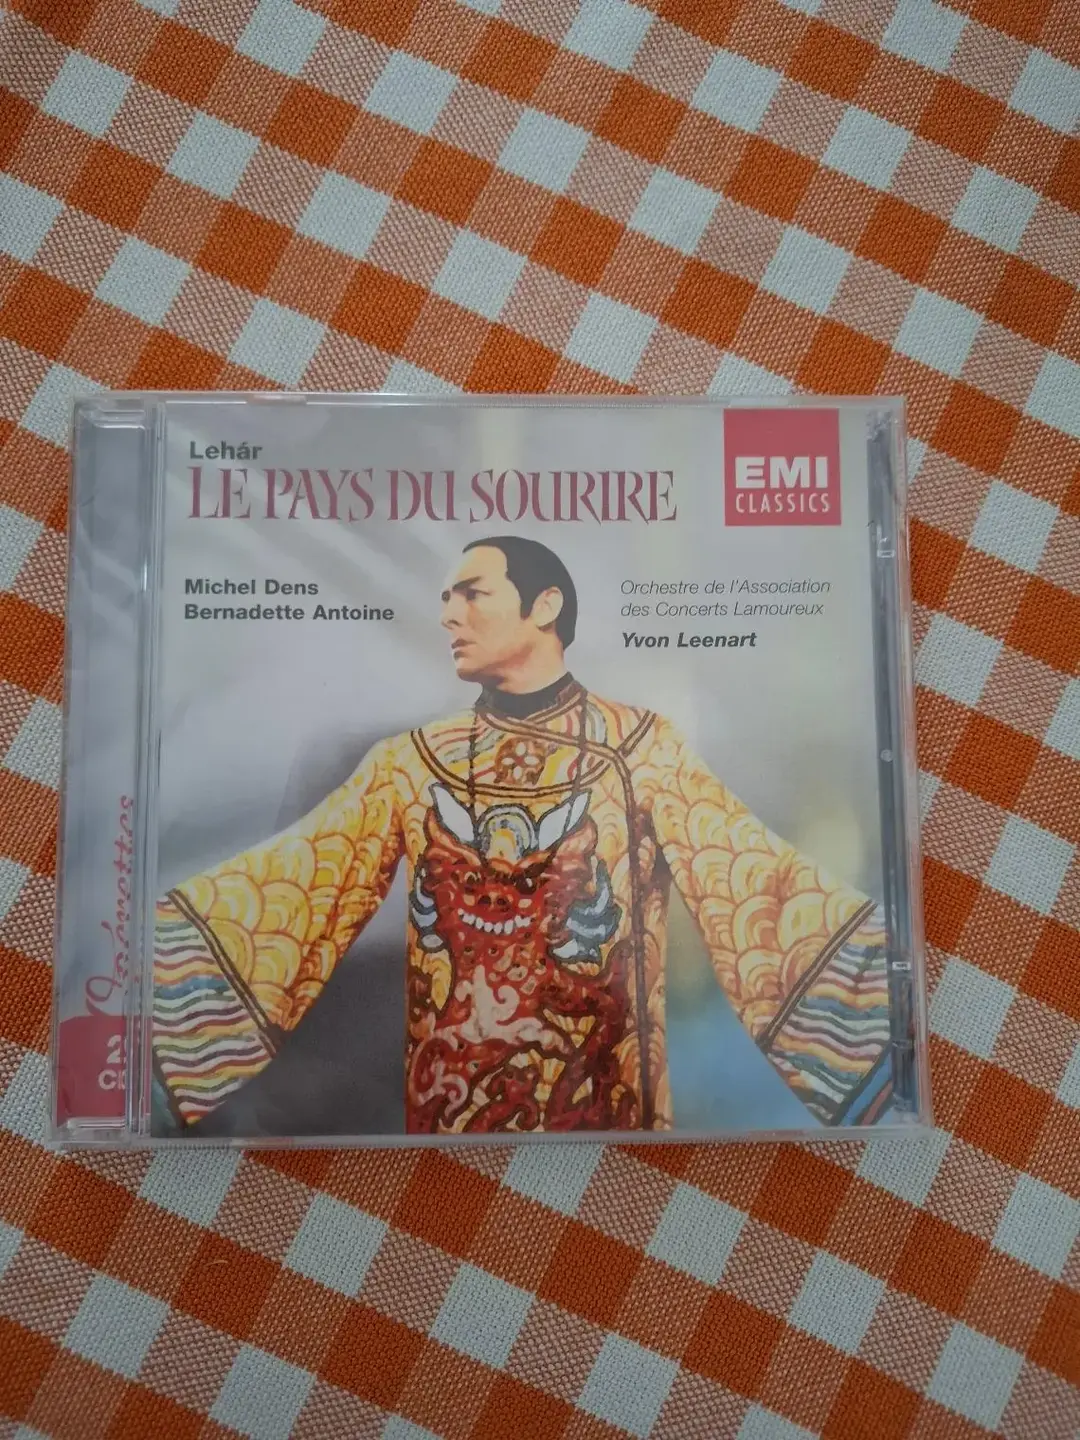 Lehár
LE PAYS DU SOURIRE
EMI
CLASSICS
Michel Dens
Bernadette Antoine
Orchestre de l'Association
des Concerts Lamoureux
Yvon Leenart
Opérettes